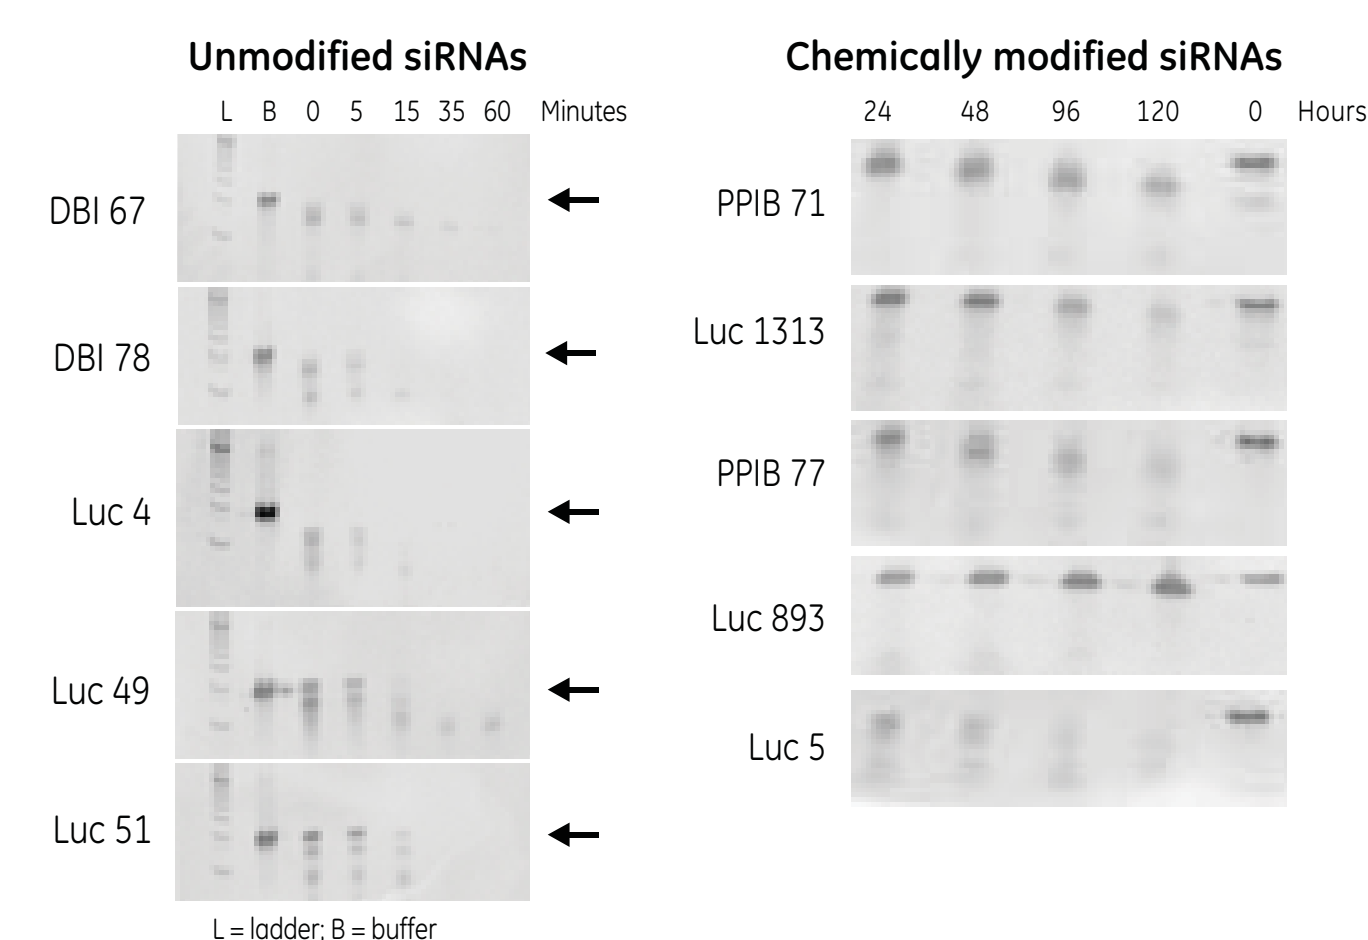 Unmodified siRNAs
L B 0 5 15 35 60 Minutes
DBI 67
DBI 78
Luc 4
Luc 49
Luc 51
L = ladder; B = buffer
Chemically modified siRNAs
24 48 96 120 0 Hours
PPIB 71
Luc 1313
PPIB 77
Luc 893
Luc 5